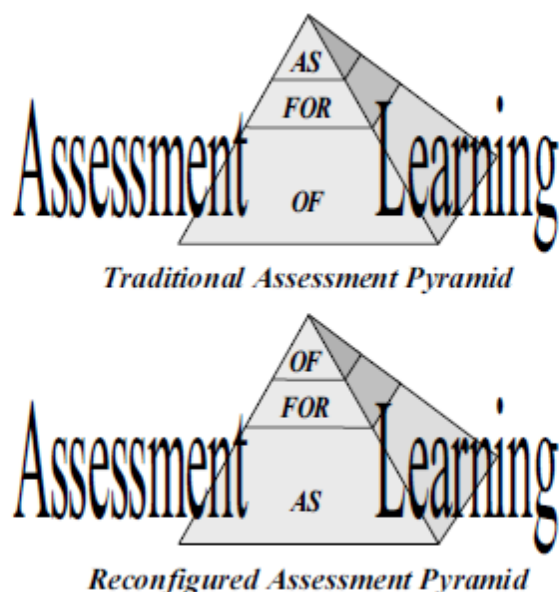 AS
FOR
Assessment OF Learning
Traditional Assessment Pyramid
OF
FOR
Assessment AS Learning
Reconfigured Assessment Pyramid